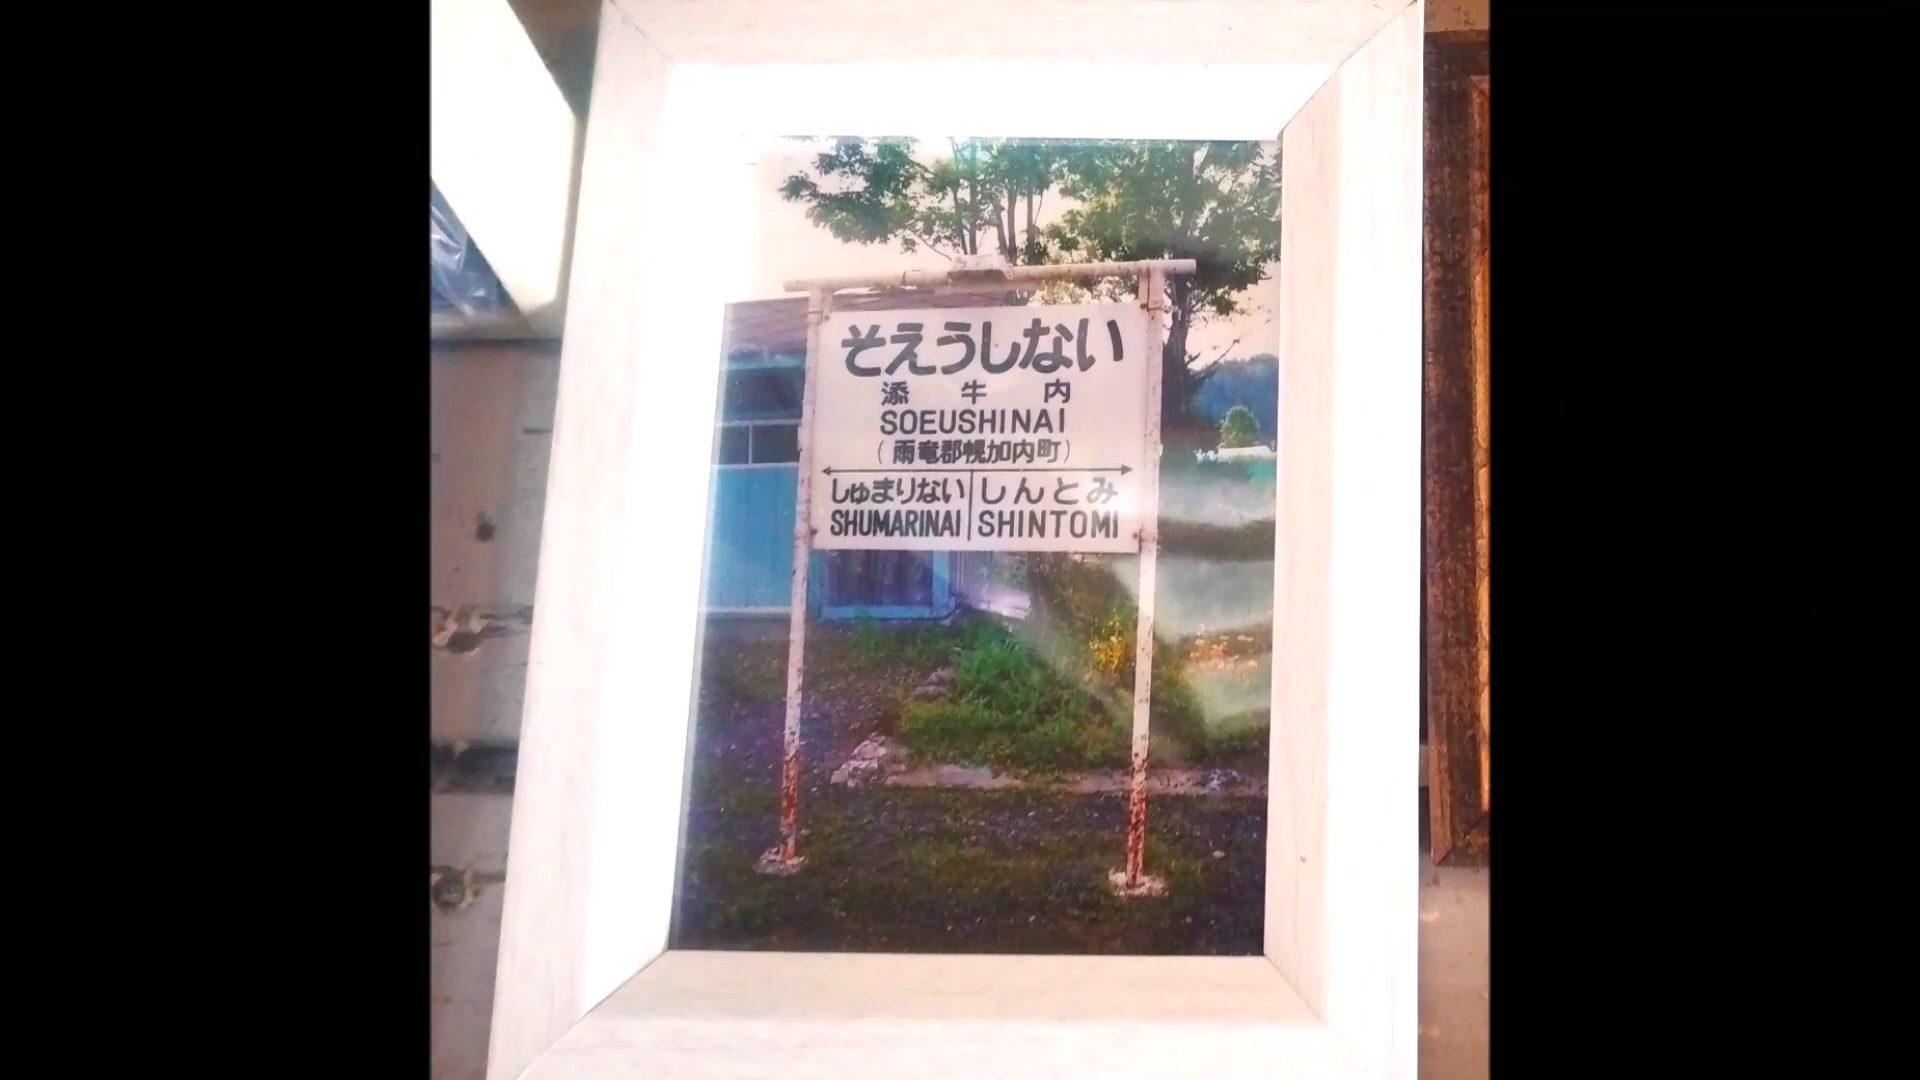 そえうしない
添牛内
SOEUSHINAI
(雨竜郡幌加内町)
しゅまりない しんとみ
SHUMARINAI SHINTOMI